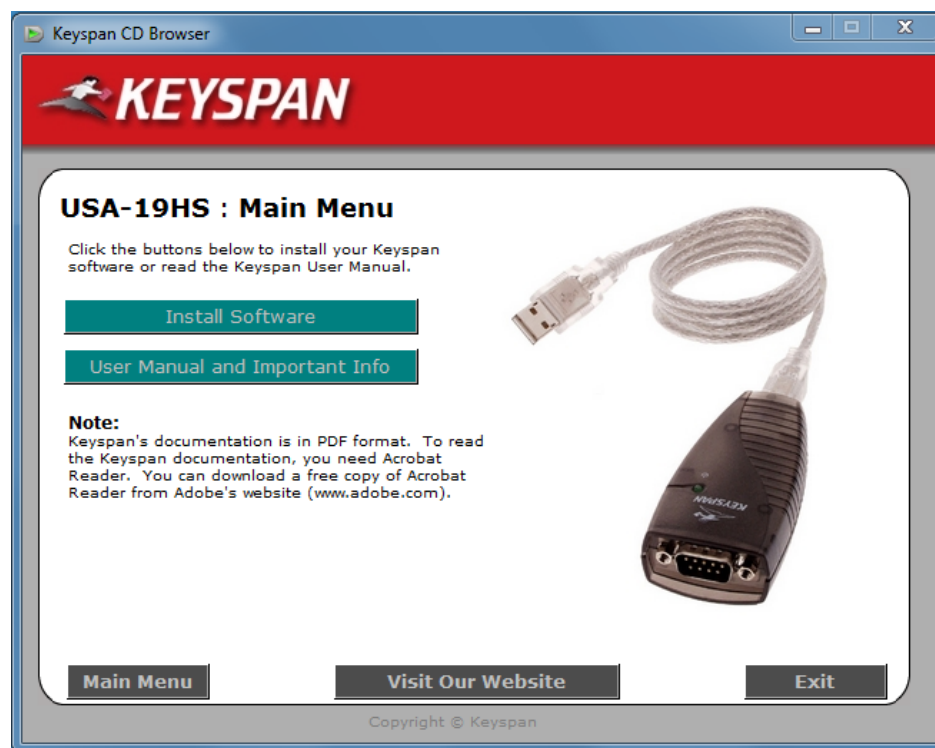 Keyspan CD Browser
KEYSPAN
USA-19HS : Main Menu
Click the buttons below to install your Keyspan
software or read the Keyspan User Manual.
Install Software
User Manual and Important Info
Note:
Keyspan's documentation is in PDF format.  To read
the Keyspan documentation, you need Acrobat
Reader.  You can download a free copy of Acrobat
Reader from Adobe's website (www.adobe.com).
KEYSPAN
Main Menu
Visit Our Website
Exit
Copyright © Keyspan